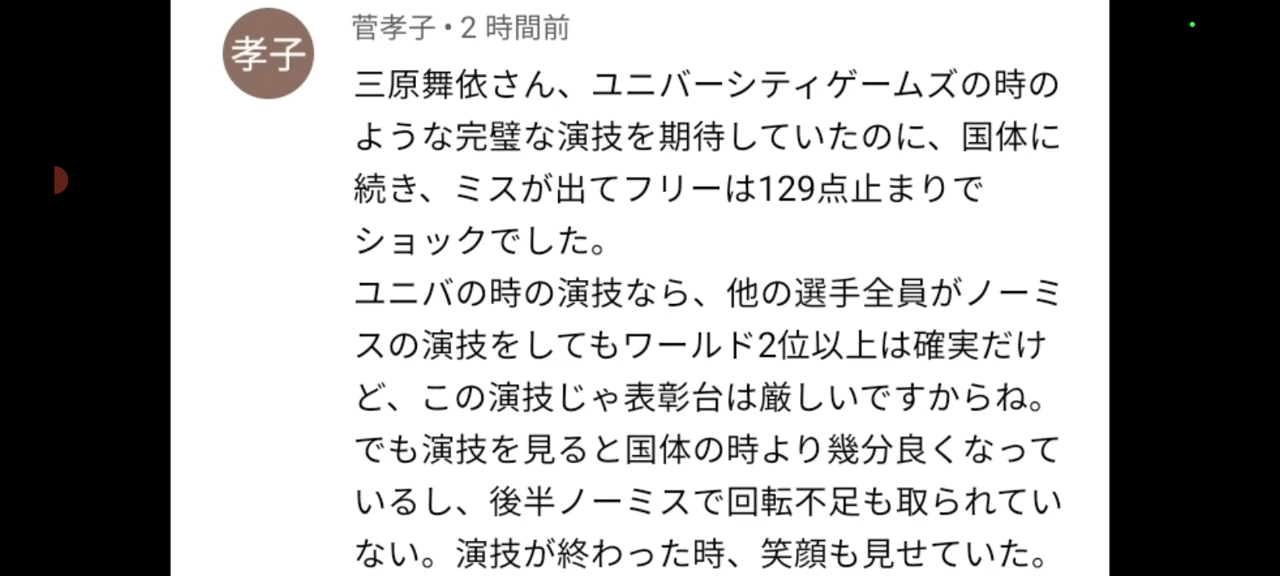 孝子
菅孝子 • 2 時間前
三原舞依さん、ユニバーシティゲームズの時の
ような完璧な演技を期待していたのに、国体に
続き、ミスが出てフリーは129点止まりで
ショックでした。
ユニバの時の演技なら、他の選手全員がノーミ
スの演技をしてもワールド2位以上は確実だけ
ど、この演技じゃ表彰台は厳しいですからね。
でも演技を見ると国体の時より幾分良くなって
いるし、後半ノーミスで回転不足も取られてい
ない。演技が終わった時、笑顔も見せていた。